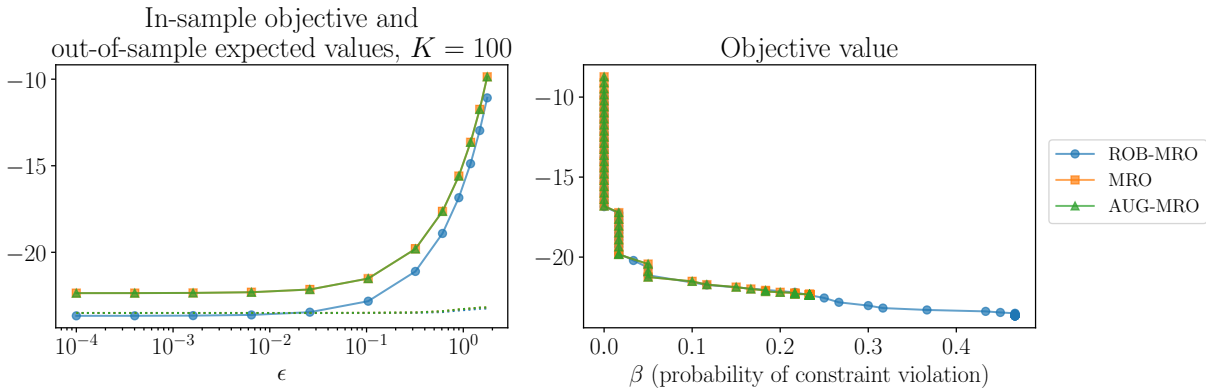 In-sample objective and
out-of-sample expected values, K = 100
−10
−15
−20
10⁻⁴
10⁻³
10⁻²
10⁻¹
10⁰
ϵ
Objective value
−10
−15
−20
0.0
0.1
0.2
0.3
0.4
β (probability of constraint violation)
ROB-MRO
MRO
AUG-MRO